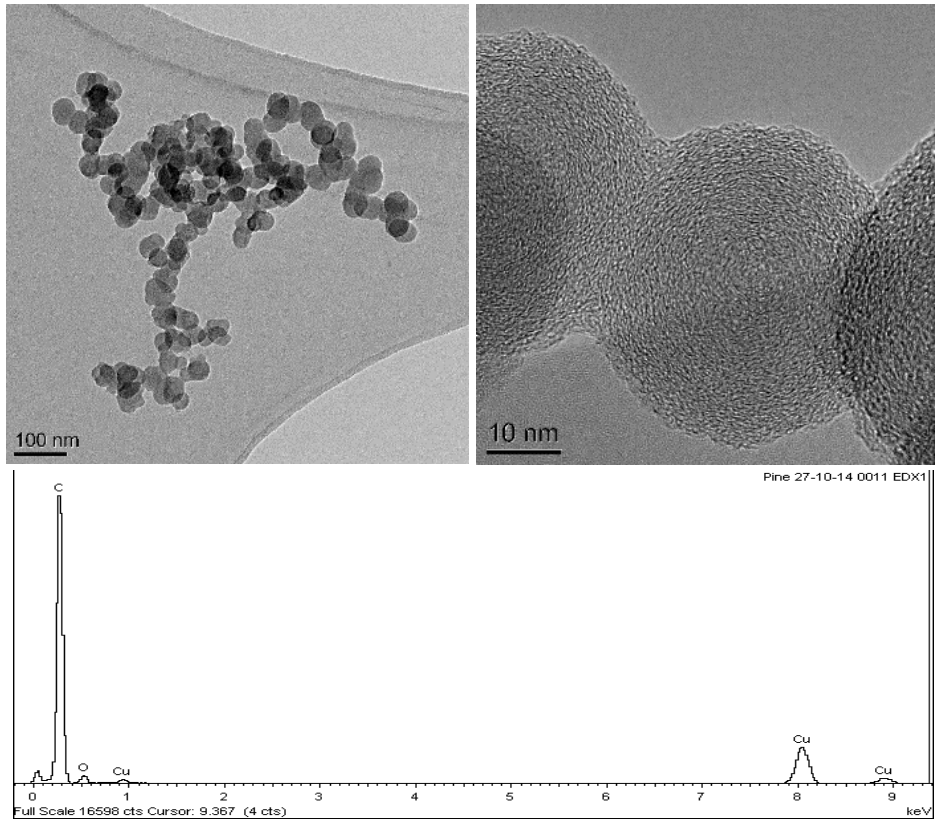 100 nm
10 nm
Pine 27-10-14 0011 EDX1
C
O
Cu
Cu
Cu
0 1 2 3 4 5 6 7 8 9
Full Scale 16598 cts Cursor: 9.367 (4 cts) keV